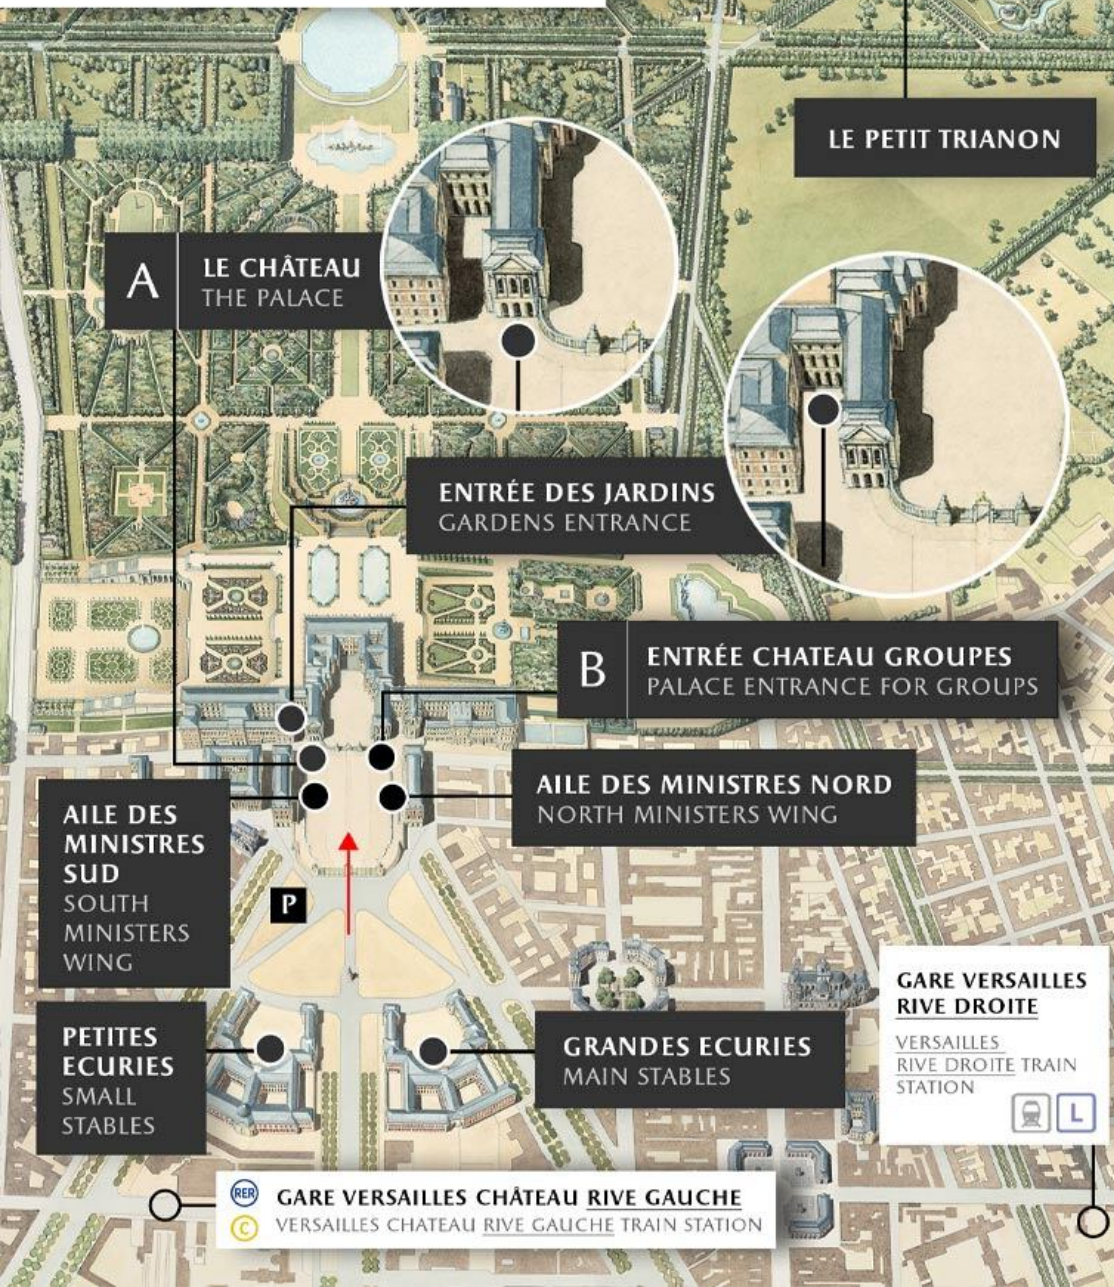 LE PETIT TRIANON
A
LE CHÂTEAU
THE PALACE
ENTRÉE DES JARDINS
GARDENS ENTRANCE
B
ENTRÉE CHATEAU GROUPES
PALACE ENTRANCE FOR GROUPS
AILE DES MINISTRES NORD
NORTH MINISTERS WING
AILE DES
MINISTRES
SUD
SOUTH
MINISTERS
WING
P
GARE VERSAILLES
RIVE DROITE
VERSAILLES
RIVE DROITE TRAIN
STATION
L
PETITES
ECURIES
SMALL
STABLES
GRANDES ECURIES
MAIN STABLES
RER
GARE VERSAILLES CHÂTEAU RIVE GAUCHE
C
VERSAILLES CHATEAU RIVE GAUCHE TRAIN STATION